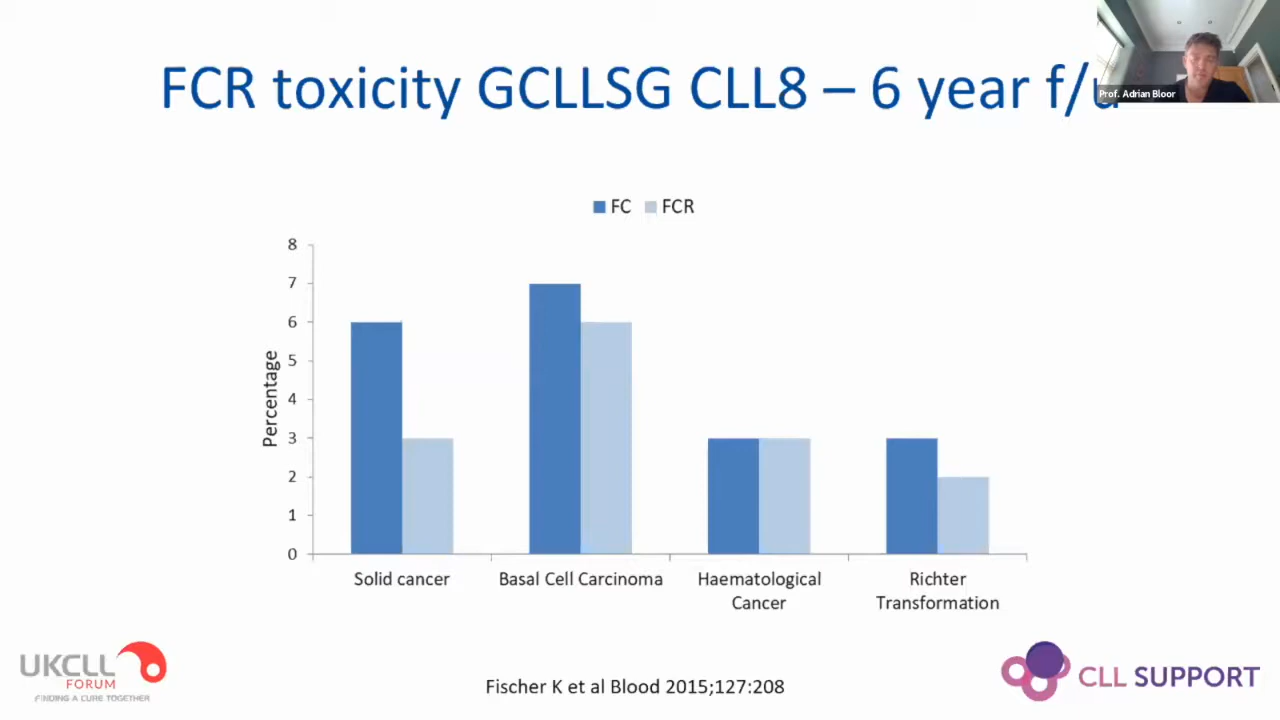 FCR toxicity GCLLSG CLL8 – 6 year f/u
Prof. Adrian Bloor
FC FCR
8
7
6
5
4
3
2
1
0
Percentage
Solid cancer
Basal Cell Carcinoma
Haematological
Cancer
Richter
Transformation
UKCLL
FORUM
FINDING A CURE TOGETHER
Fischer K et al Blood 2015;127:208
CLL SUPPORT